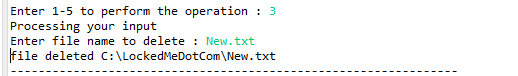 Enter 1-5 to perform the operation : 3
Processing your input
Enter file name to delete : New.txt
file deleted C:\LockedMeDotCom\New.txt
-----------------------------------------------------------------